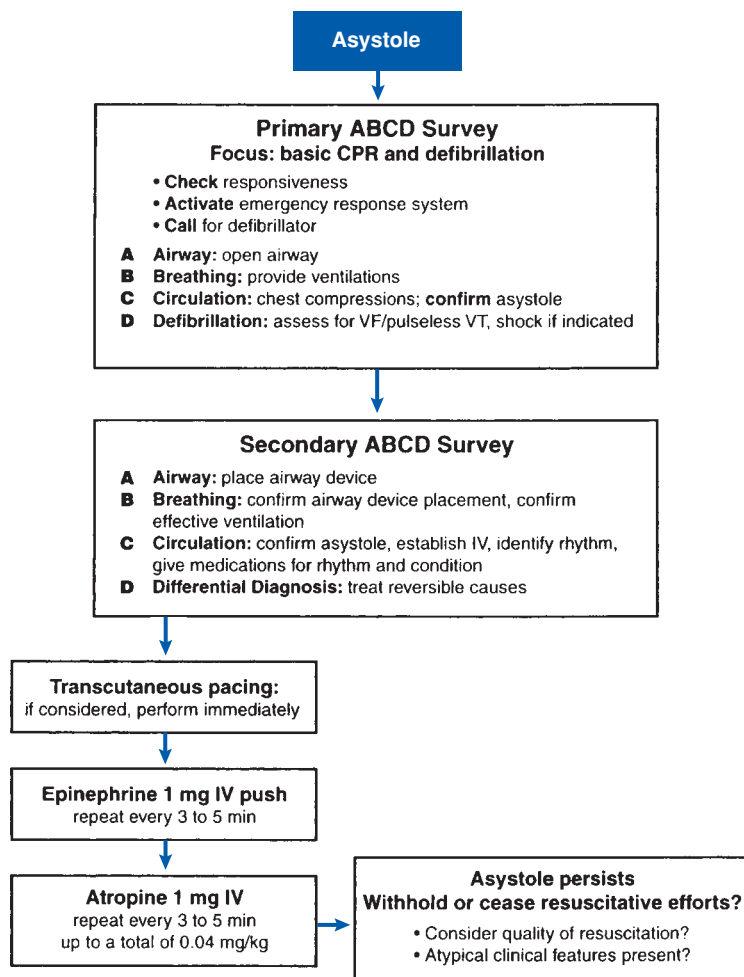 Asystole
Primary ABCD Survey
Focus: basic CPR and defibrillation
• Check responsiveness
• Activate emergency response system
• Call for defibrillator
A Airway: open airway
B Breathing: provide ventilations
C Circulation: chest compressions; confirm asystole
D Defibrillation: assess for VF/pulseless VT, shock if indicated
Secondary ABCD Survey
A Airway: place airway device
B Breathing: confirm airway device placement, confirm
effective ventilation
C Circulation: confirm asystole, establish IV, identify rhythm,
give medications for rhythm and condition
D Differential Diagnosis: treat reversible causes
Transcutaneous pacing:
if considered, perform immediately
Epinephrine 1 mg IV push
repeat every 3 to 5 min
Atropine 1 mg IV
repeat every 3 to 5 min
up to a total of 0.04 mg/kg
Asystole persists
Withhold or cease resuscitative efforts?
• Consider quality of resuscitation?
• Atypical clinical features present?